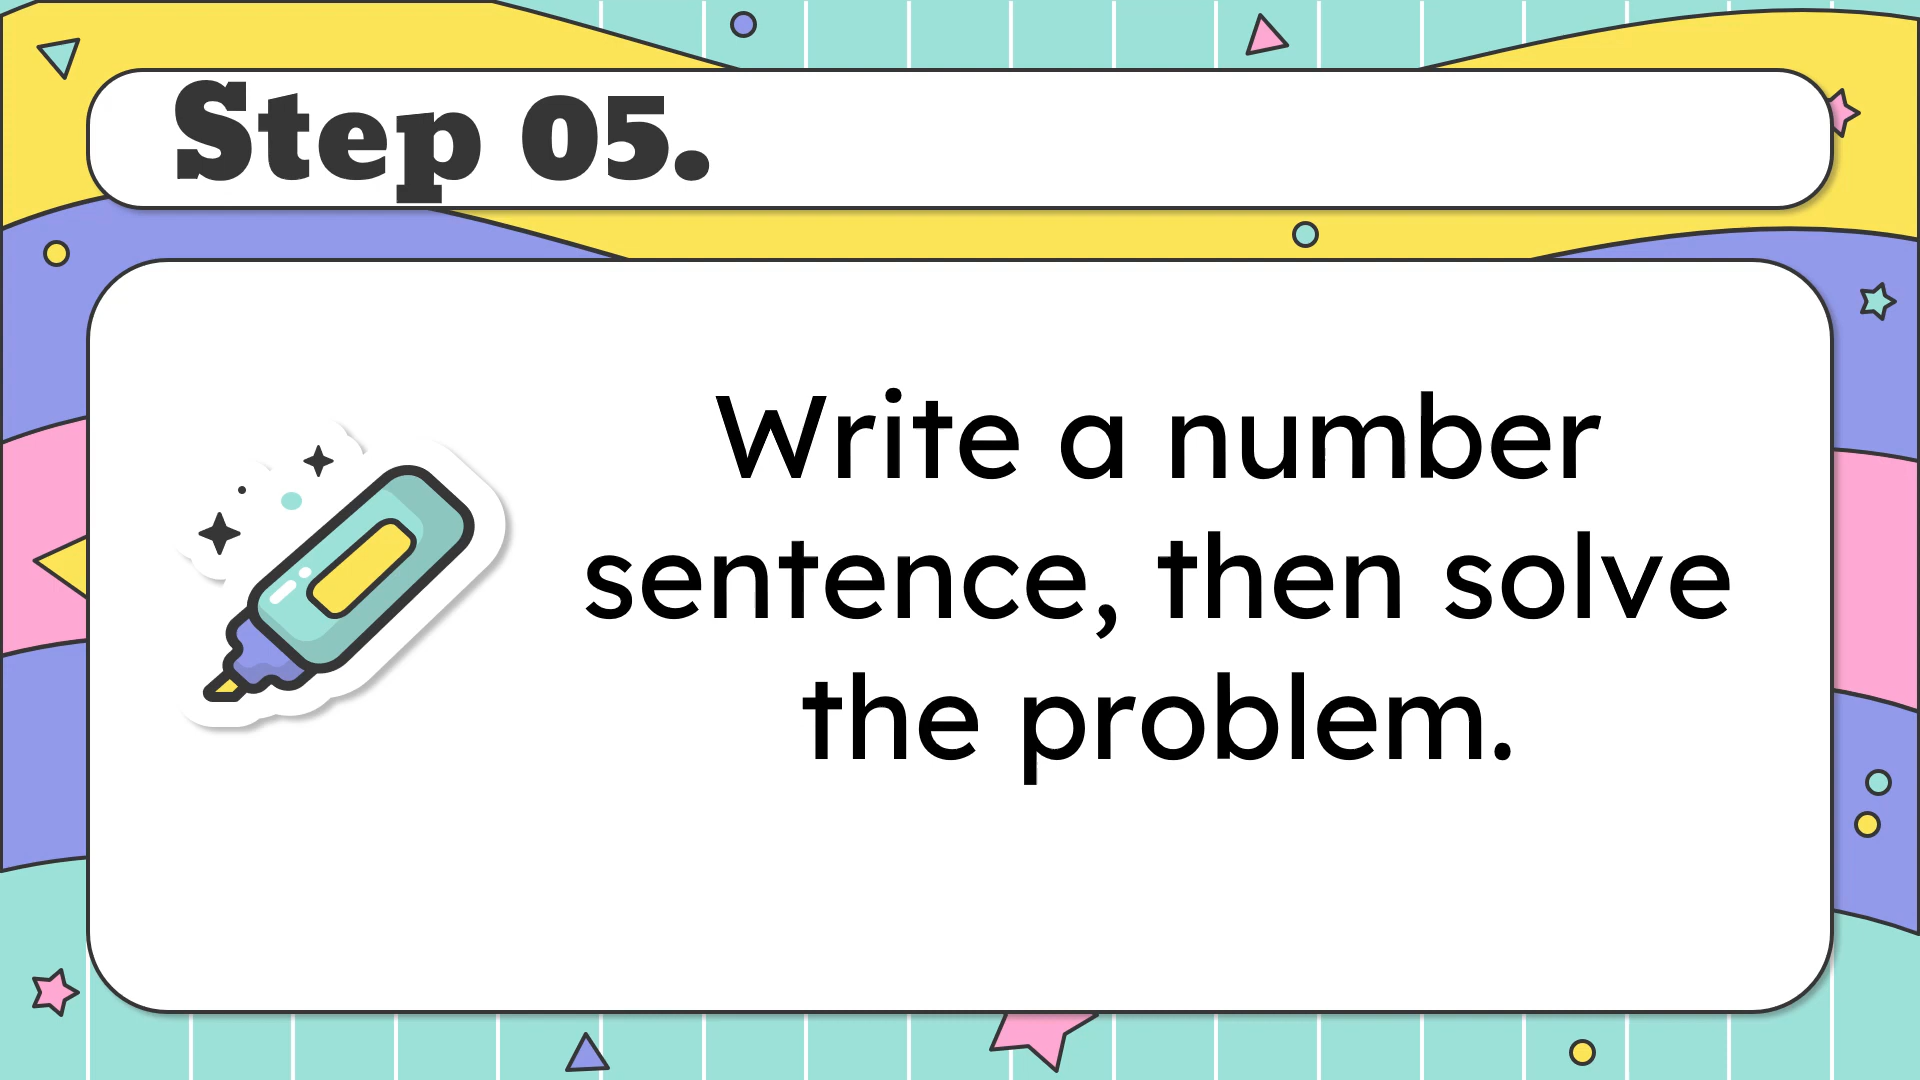 Step 05.
Write a number
sentence, then solve
the problem.